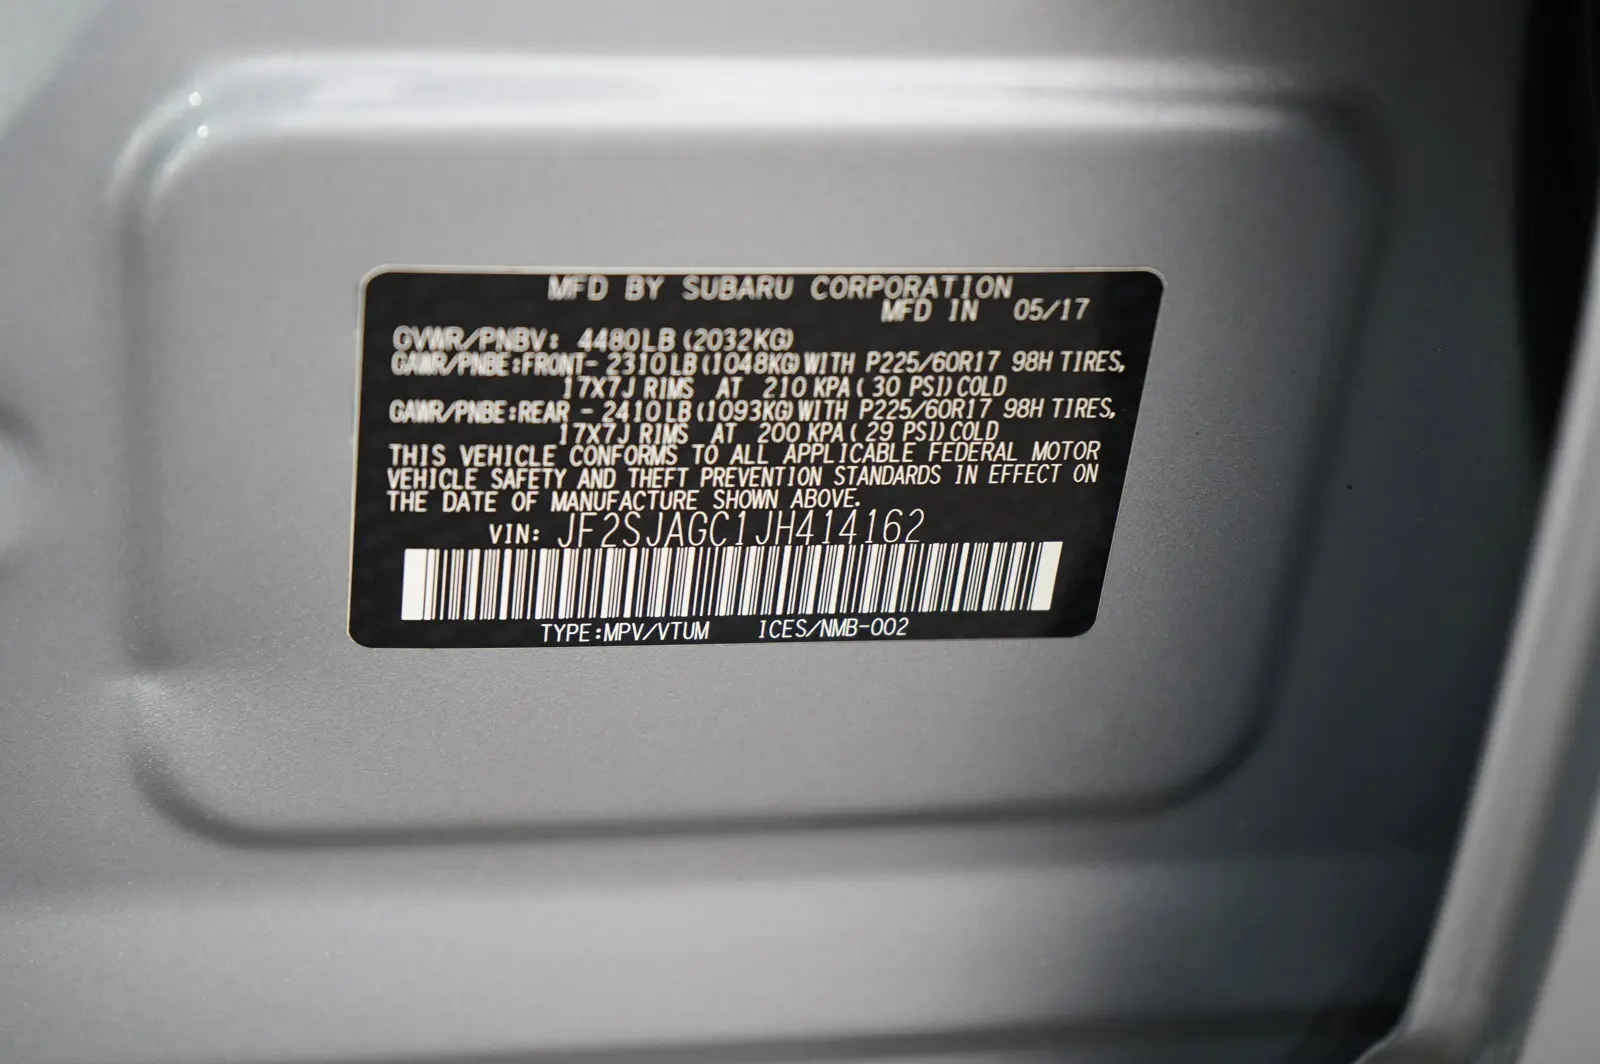 MFD BY SUBARU CORPORATION
MFD IN 05/17
GVWR/PNBV: 4480LB(2032KG)
GAWR/PNBE:FRONT- 2310LB(1048KG)WITH P225/60R17 98H TIRES,
17X7J RIMS AT 210 KPA(30 PSI)COLD
GAWR/PNBE:REAR - 2410LB(1093KG)WITH P225/60R17 98H TIRES,
17X7J RIMS AT 200 KPA(29 PSI)COLD
THIS VEHICLE CONFORMS TO ALL APPLICABLE FEDERAL MOTOR
VEHICLE SAFETY AND THEFT PREVENTION STANDARDS IN EFFECT ON
THE DATE OF MANUFACTURE SHOWN ABOVE.
VIN: JF2SJAGC1JH414162
TYPE:MPV/VTUM ICES/NMB-002